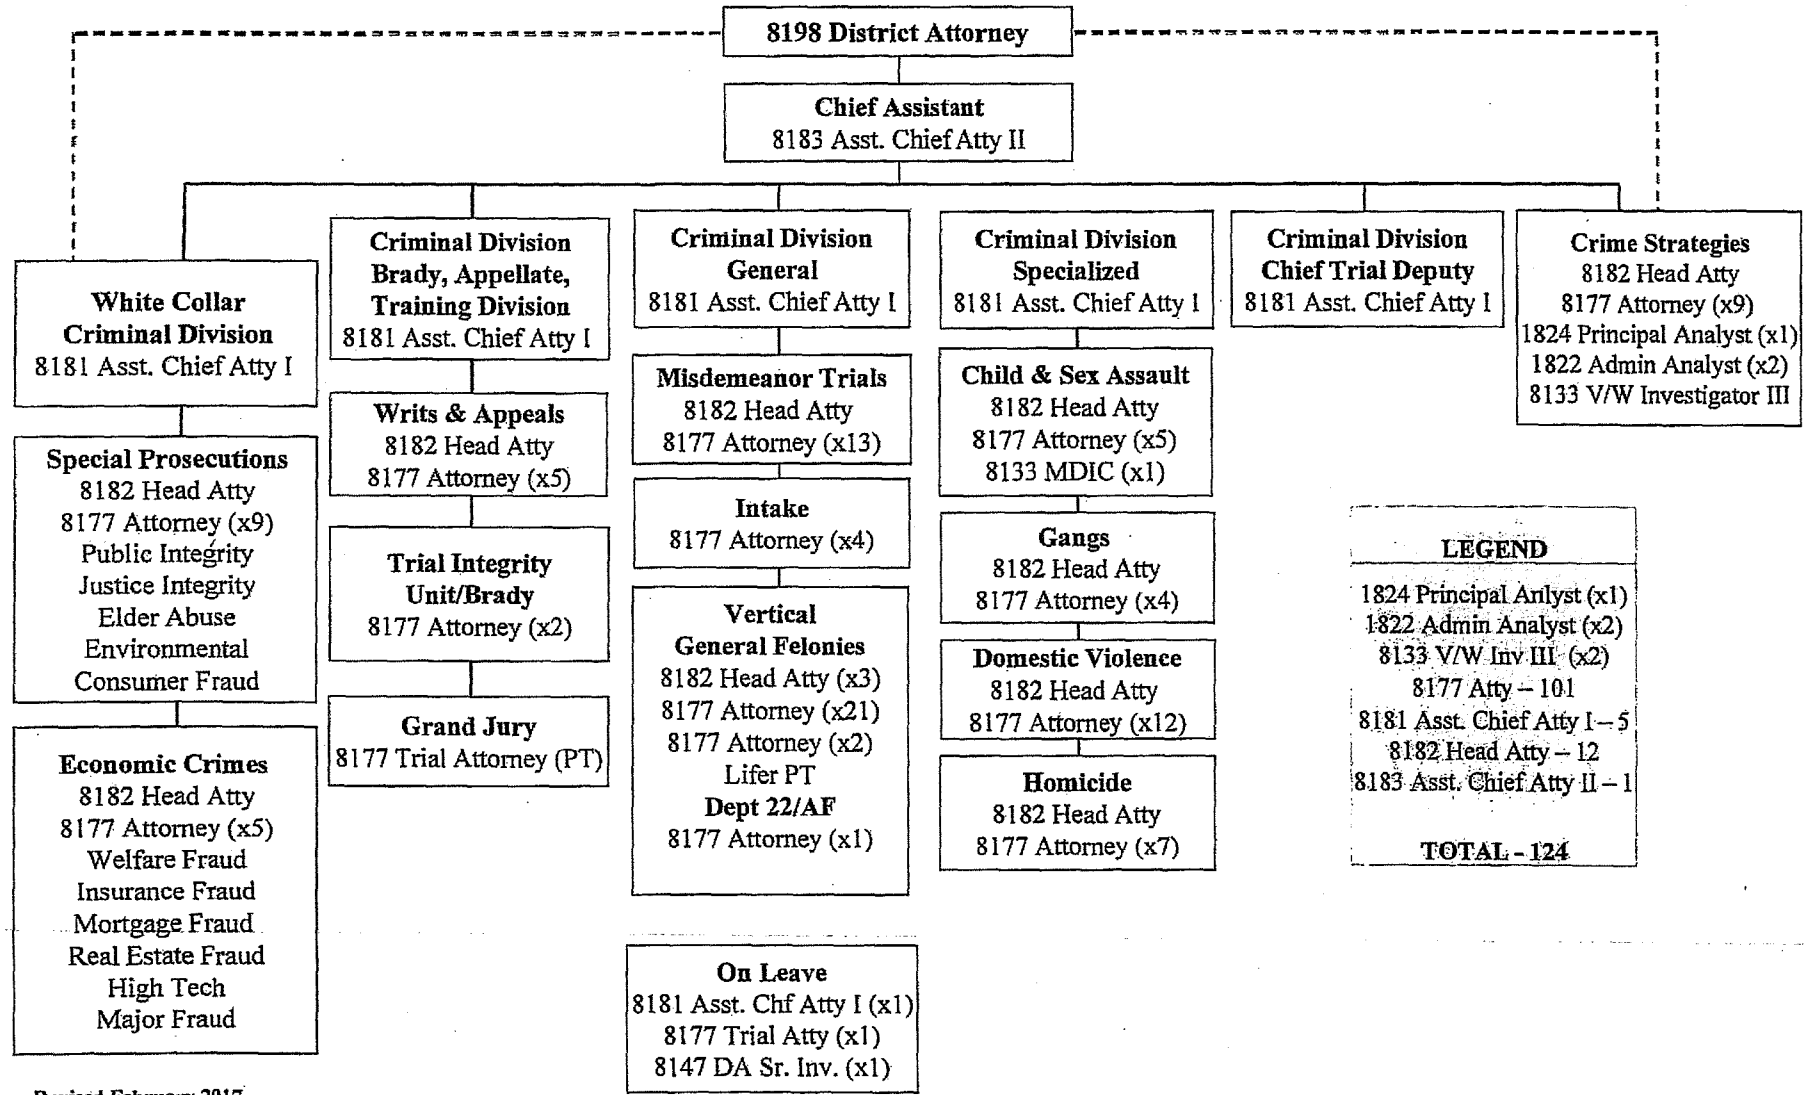 8198 District Attorney
Chief Assistant
8183 Asst. Chief Atty II
White Collar
Criminal Division
8181 Asst. Chief Atty I
Special Prosecutions
8182 Head Atty
8177 Attorney (x9)
Public Integrity
Justice Integrity
Elder Abuse
Environmental
Consumer Fraud
Economic Crimes
8182 Head Atty
8177 Attorney (x5)
Welfare Fraud
Insurance Fraud
Mortgage Fraud
Real Estate Fraud
High Tech
Major Fraud
Criminal Division
Brady, Appellate,
Training Division
8181 Asst. Chief Atty I
Writs & Appeals
8182 Head Atty
8177 Attorney (x5)
Trial Integrity
Unit/Brady
8177 Attorney (x2)
Grand Jury
8177 Trial Attorney (PT)
Criminal Division
General
8181 Asst. Chief Atty I
Misdemeanor Trials
8182 Head Atty
8177 Attorney (x13)
Intake
8177 Attorney (x4)
Vertical
General Felonies
8182 Head Atty (x3)
8177 Attorney (x21)
8177 Attorney (x2)
Lifer PT
Dept 22/AF
8177 Attorney (x1)
On Leave
8181 Asst. Chf Atty I (x1)
8177 Trial Atty (x1)
8147 DA Sr. Inv. (x1)
Criminal Division
Specialized
8181 Asst. Chief Atty I
Child & Sex Assault
8182 Head Atty
8177 Attorney (x5)
8133 MDIC (x1)
Gangs
8182 Head Atty
8177 Attorney (x4)
Domestic Violence
8182 Head Atty
8177 Attorney (x12)
Homicide
8182 Head Atty
8177 Attorney (x7)
Criminal Division
Chief Trial Deputy
8181 Asst. Chief Atty I
Crime Strategies
8182 Head Atty
8177 Attorney (x9)
1824 Principal Analyst (x1)
1822 Admin Analyst (x2)
8133 V/W Investigator III
LEGEND
1824 Principal Anlyst (x1)
1822 Admin Analyst (x2)
8133 V/W Inv III (x2)
8177 Atty – 101
8181 Asst. Chief Atty I – 5
8182 Head Atty – 12
8183 Asst. Chief Atty II – 1
TOTAL - 124
Revised February 2017